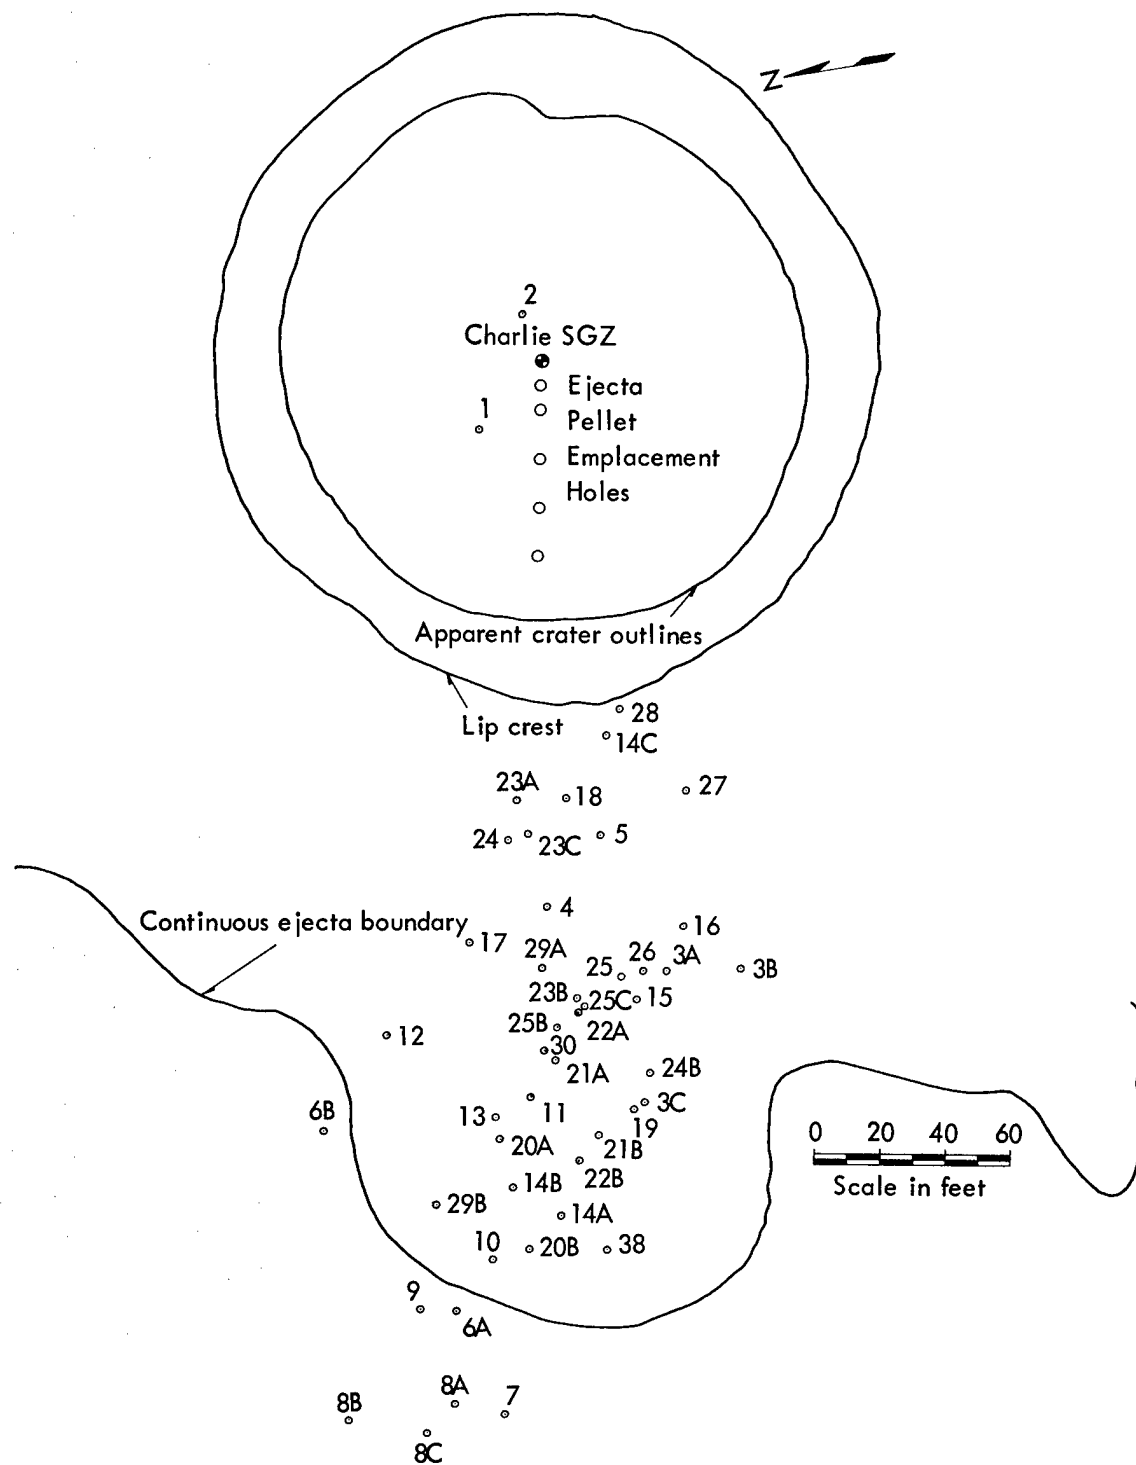 Z
2
Charlie SGZ
Ejecta
1
Pellet
Emplacement
Holes
Apparent crater outlines
Lip crest
28
14C
23A
18
27
24
23C
5
4
Continuous ejecta boundary
16
17
29A
25
26
3A
3B
23B
25C
15
25B
22A
12
30
21A
24B
6B
13
11
3C
19
20A
21B
22B
0 20 40 60
Scale in feet
14B
29B
14A
10
20B
38
9
6A
8A
7
8B
8C